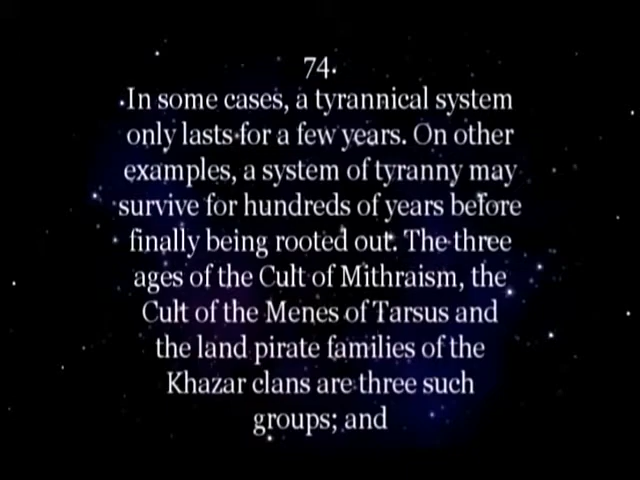 74.
In some cases, a tyrannical system
only lasts for a few years. On other
examples, a system of tyranny may
survive for hundreds of years before
finally being rooted out. The three
ages of the Cult of Mithraism, the
Cult of the Menes of Tarsus and
the land pirate families of the
Khazar clans are three such
groups; and